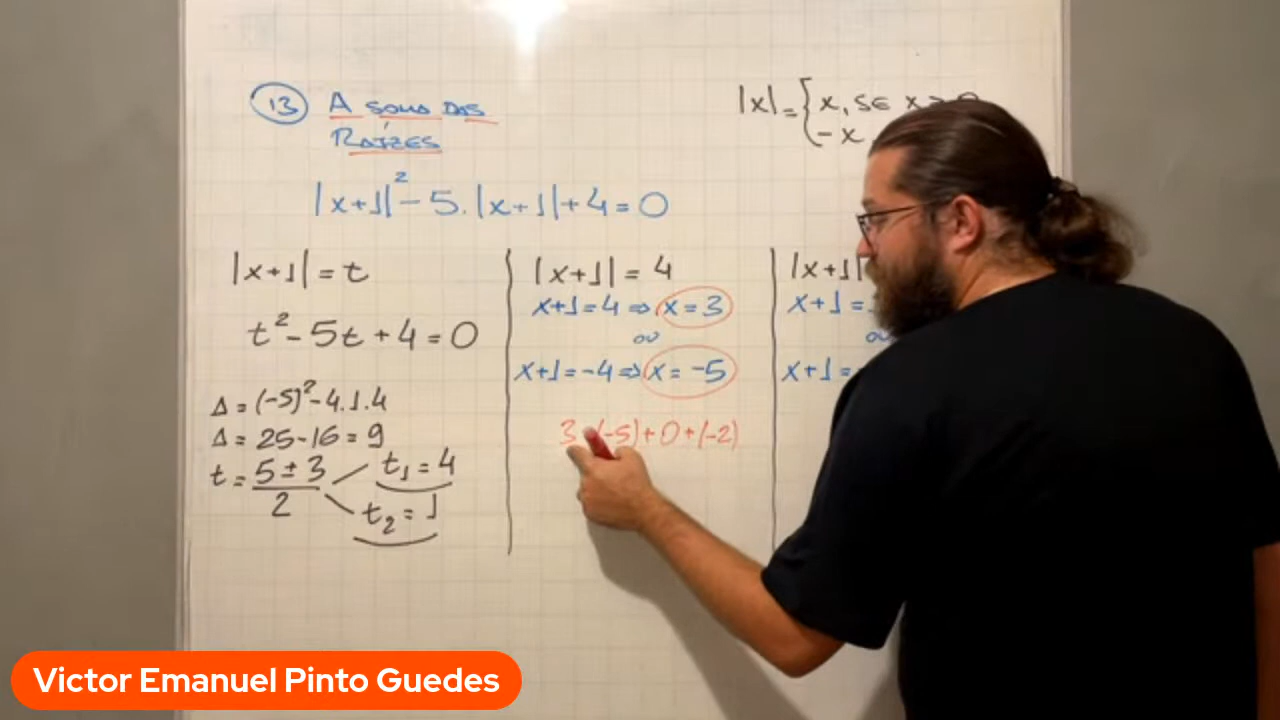 13 A SOMA DAS
RAÍZES
|x+1|² - 5.|x+1| + 4 = 0
|x| = { x, SE x
- x
|x+1| = t
t² - 5t + 4 = 0
Δ = (-5)² - 4.1.4
Δ = 25 - 16 = 9
t = 5 ± 3
2
t₁ = 4
t₂ = 1
|x+1| = 4
x+1 = 4 ⇒ x = 3
ou
x+1 = -4 ⇒ x = -5
3 (-5) + 0 + (-2)
|x+1|
x+1 =
ou
x+1 =
Victor Emanuel Pinto Guedes